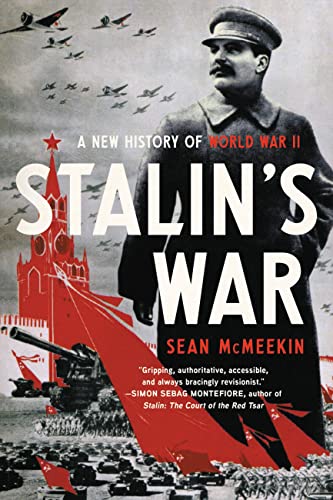 A NEW HISTORY OF WORLD WAR II
STALIN'S
WAR
SEAN McMEEKIN
"Gripping, authoritative, accessible,
and always bracingly revisionist."
—SIMON SEBAG MONTEFIORE, author of
Stalin: The Court of the Red Tsar